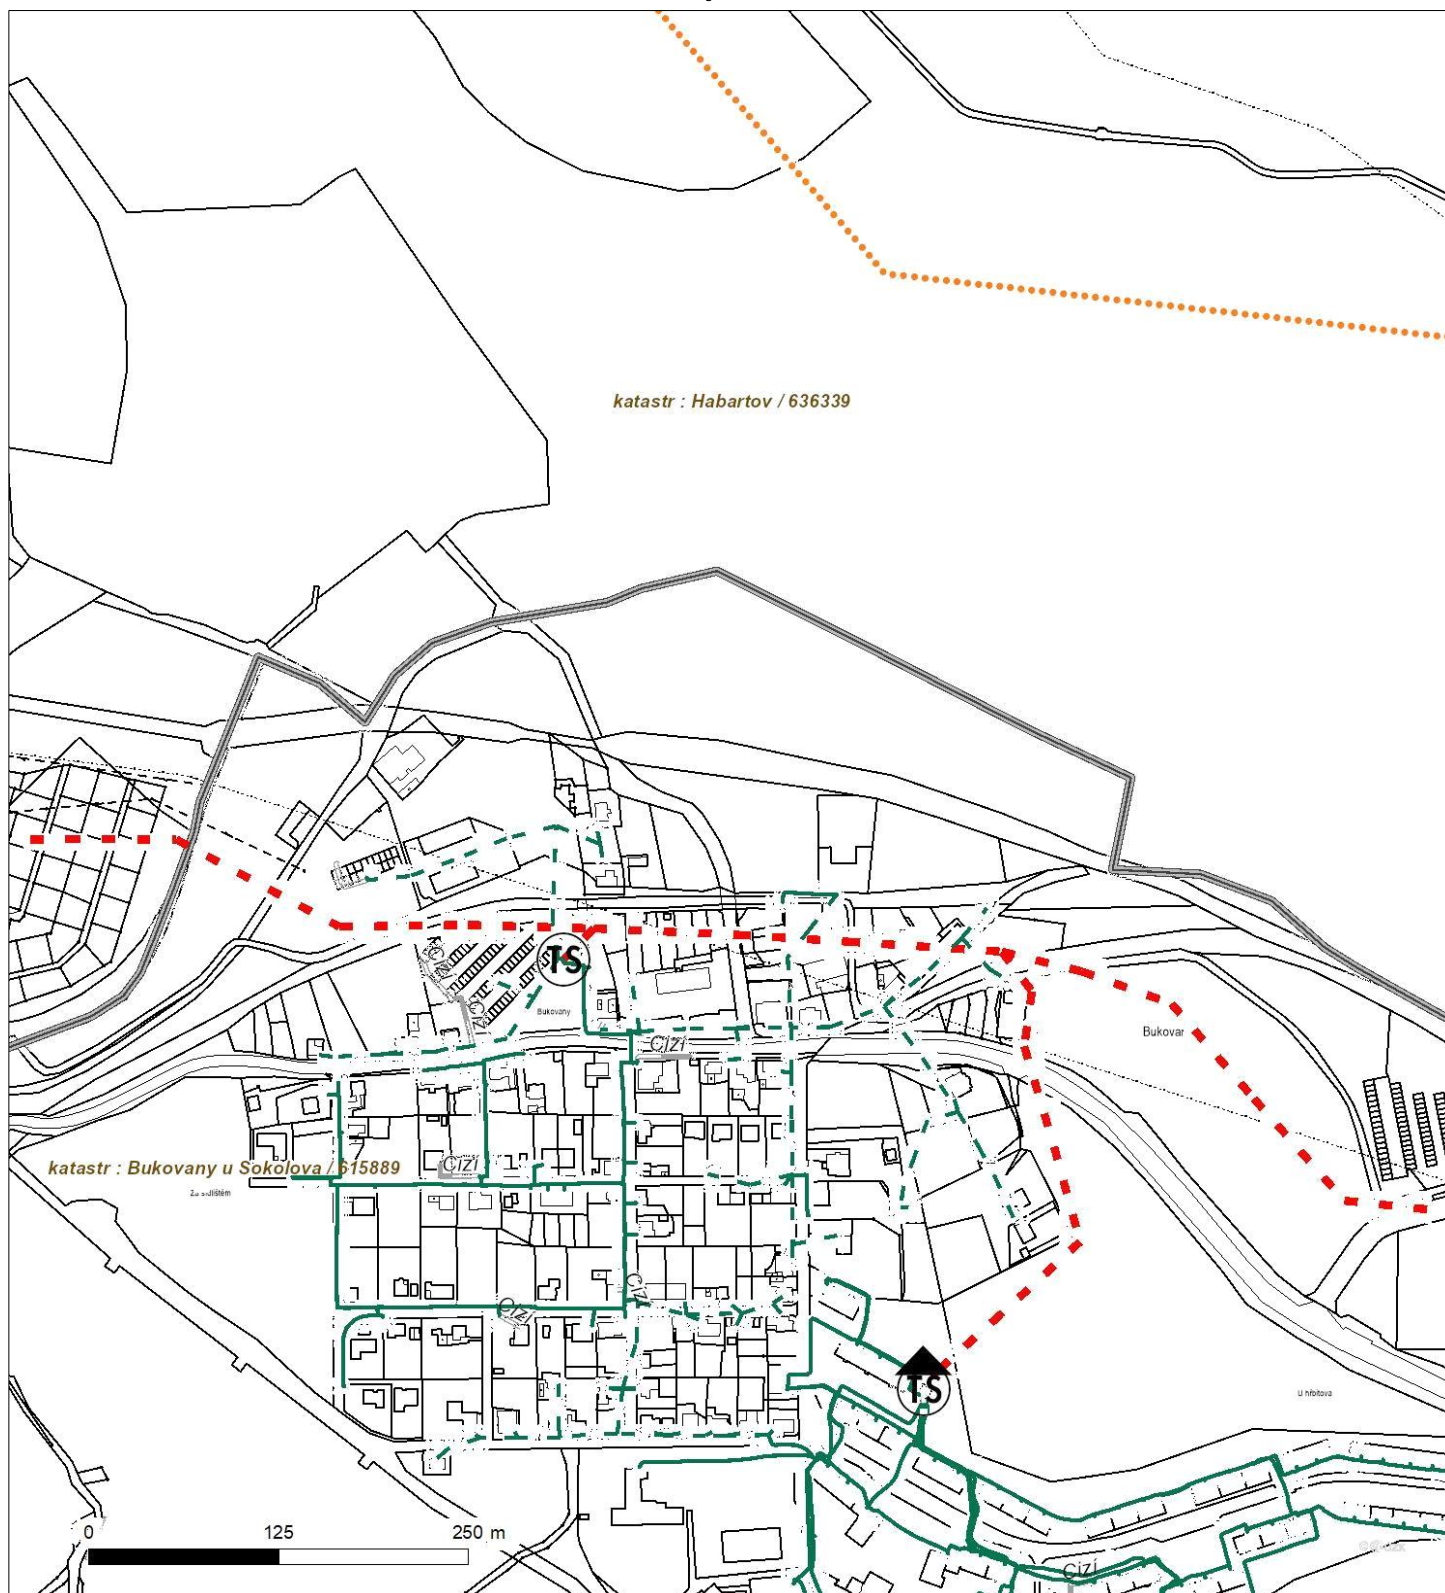 katastr : Habartov / 636339
Cizí
TS
Cizí
Bukovany
Bukovar
Cizí
Cizí
katastr : Bukovany u Sokolova / 615889
Za sídlištěm
Cizí
Cizí
TS
U hřbitova
0 125 250 m
Cizí